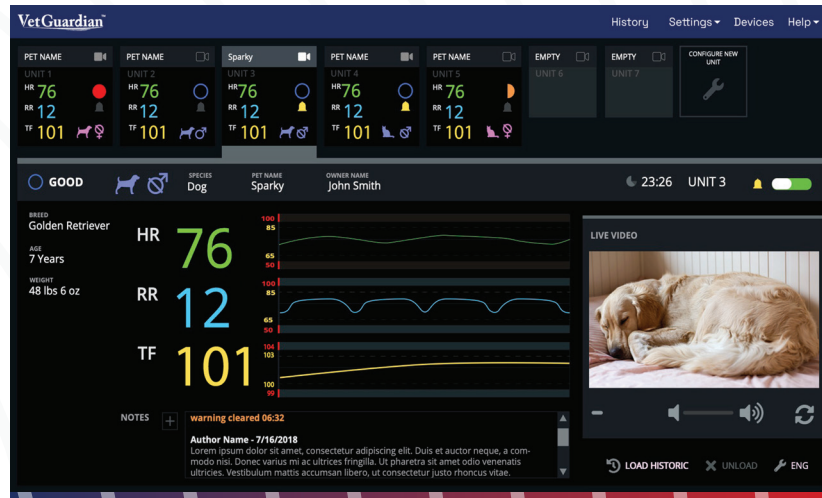 VetGuardian™
History Settings Devices Help
PET NAME PET NAME Sparky PET NAME PET NAME EMPTY EMPTY CONFIGURE NEW
UNIT
UNIT 1 UNIT 2 UNIT 3 UNIT 4 UNIT 5 UNIT 6 UNIT 7
HR 76 HR 76 HR 76 HR 76 HR 76
RR 12 RR 12 RR 12 RR 12 RR 12
TF 101 TF 101 TF 101 TF 101 TF 101
GOOD
SPECIES PET NAME OWNER NAME
Dog Sparky John Smith
23:26 UNIT 3
BREED
Golden Retriever
AGE
7 Years
WEIGHT
48 lbs 6 oz
HR 76
100
85
65
50
RR 12
100
85
65
50
TF 101
104
103
100
99
LIVE VIDEO
NOTES +
warning cleared 06:32
Author Name - 7/16/2018
Lorem ipsum dolor sit amet, consectetur adipiscing elit. Duis et auctor neque, a com-
modo nisi. Donec varius mi ac ultrices fringilla. Ut pharetra sit amet odio venenatis
ultricies. Vestibulum mattis accumsan libero, ut consectetur justo rhoncus vitae.
LOAD HISTORIC UNLOAD ENG